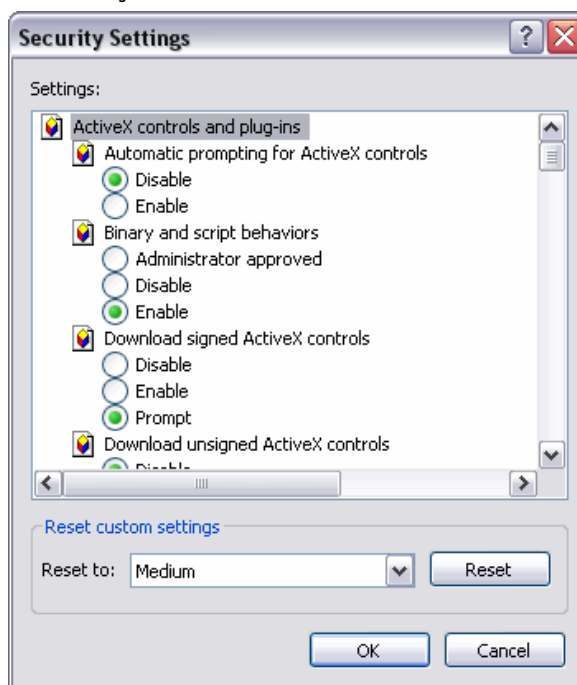 Security Settings
Settings:
ActiveX controls and plug-ins
Automatic prompting for ActiveX controls
Disable
Enable
Binary and script behaviors
Administrator approved
Disable
Enable
Download signed ActiveX controls
Disable
Enable
Prompt
Download unsigned ActiveX controls
Disable
Reset custom settings
Reset to: Medium Reset
OK Cancel